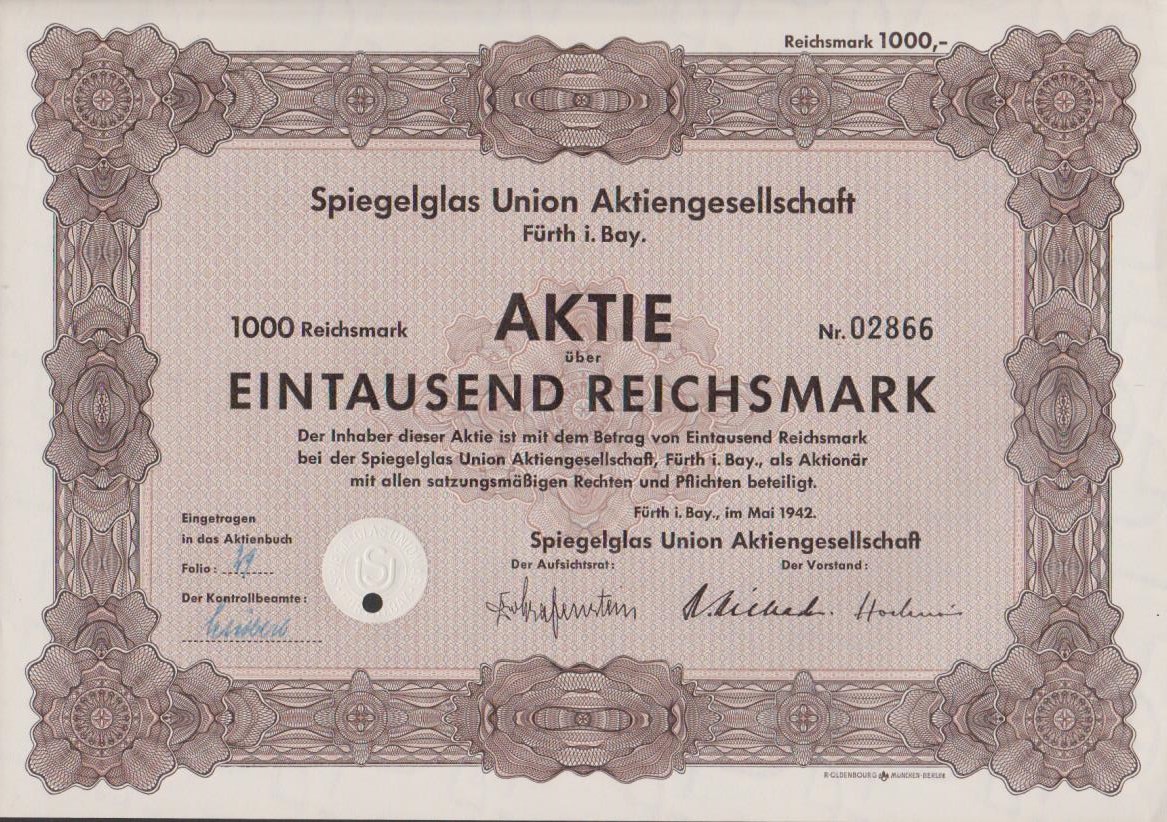 Reichsmark 1000,-
Spiegelglas Union Aktiengesellschaft
Fürth i. Bay.
1000 Reichsmark
AKTIE
Nr. 02866
über
EINTAUSEND REICHSMARK
Der Inhaber dieser Aktie ist mit dem Betrag von Eintausend Reichsmark
bei der Spiegelglas Union Aktiengesellschaft, Fürth i. Bay., als Aktionär
mit allen satzungsmäßigen Rechten und Pflichten beteiligt.
Fürth i. Bay., im Mai 1942.
Spiegelglas Union Aktiengesellschaft
Der Aufsichtsrat:
Der Vorstand:
Eingetragen
in das Aktienbuch
Folio:
Der Kontrollbeamte:
R·OLDENBOURG MÜNCHEN-BERLIN